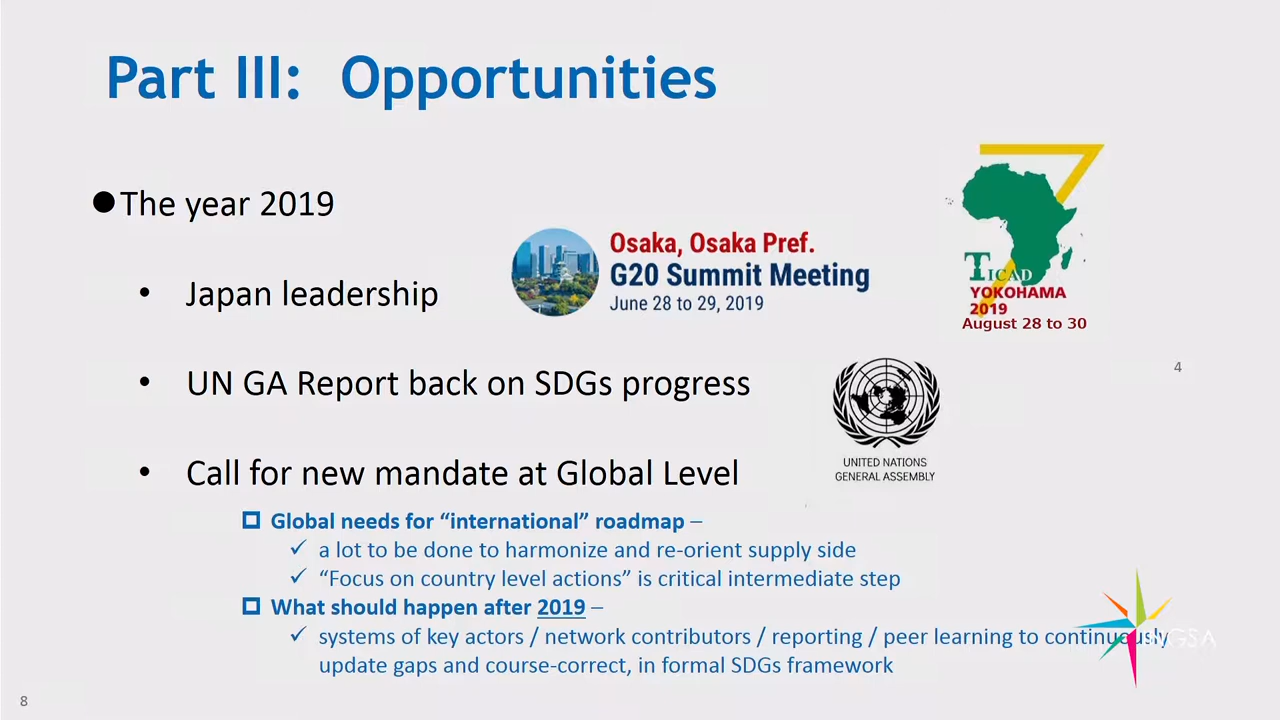 Part III: Opportunities
●The year 2019
• Japan leadership
Osaka, Osaka Pref.
G20 Summit Meeting
June 28 to 29, 2019
7
TICAD
YOKOHAMA
2019
August 28 to 30
• UN GA Report back on SDGs progress
4
UNITED NATIONS
GENERAL ASSEMBLY
• Call for new mandate at Global Level
Global needs for “international” roadmap –
✓ a lot to be done to harmonize and re-orient supply side
✓ “Focus on country level actions” is critical intermediate step
What should happen after 2019 –
✓ systems of key actors / network contributors / reporting / peer learning to continuously
update gaps and course-correct, in formal SDGs framework
8